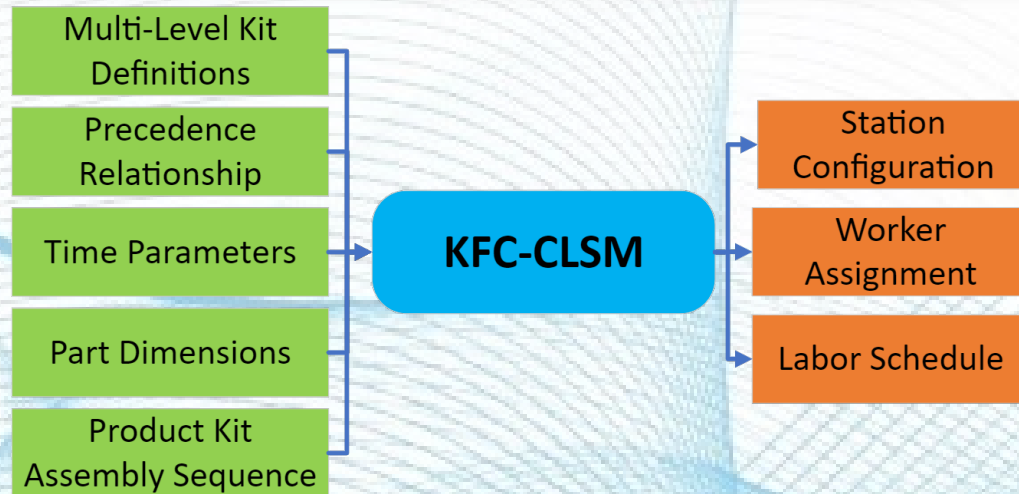 Multi-Level Kit
Definitions
Precedence
Relationship
Time Parameters
Part Dimensions
Product Kit
Assembly Sequence
KFC-CLSM
Station
Configuration
Worker
Assignment
Labor Schedule